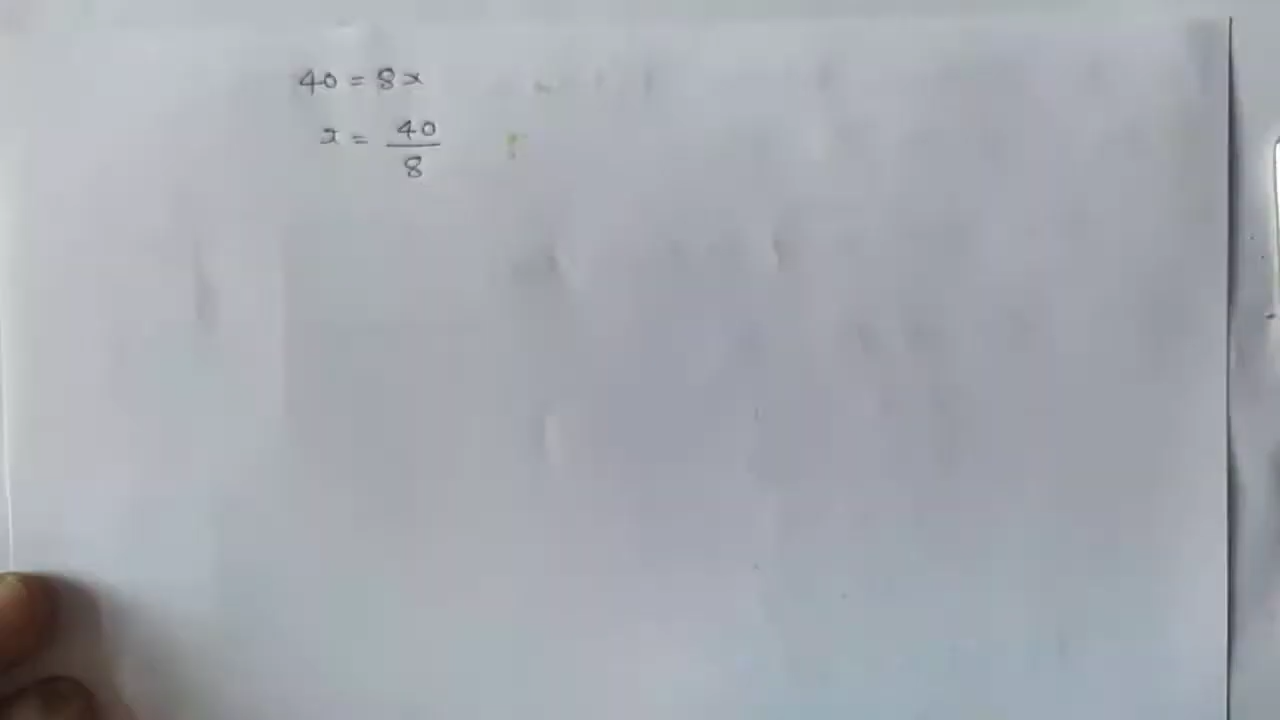 40 = 8x
x = 40/8